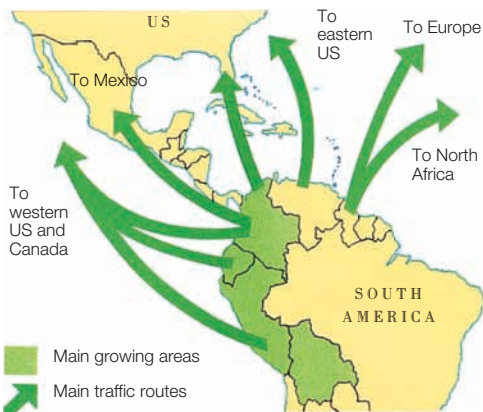 US
To
eastern
US
To Europe
To Mexico
To North
Africa
To
western
US and
Canada
SOUTH
AMERICA
Main growing areas
Main traffic routes